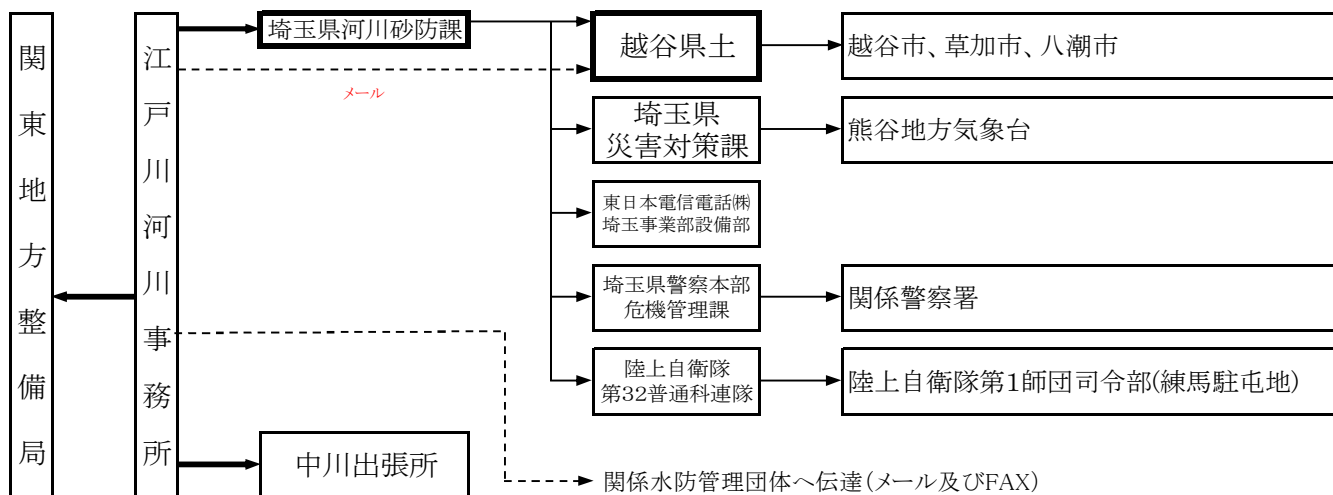 関東地方整備局
江戸川河川事務所
埼玉県河川砂防課
メール
中川出張所
越谷県土
越谷市、草加市、八潮市
埼玉県
災害対策課
熊谷地方気象台
東日本電信電話㈱
埼玉事業部設備部
埼玉県警察本部
危機管理課
関係警察署
陸上自衛隊
第32普通科連隊
陸上自衛隊第1師団司令部(練馬駐屯地)
関係水防管理団体へ伝達(メール及びFAX)